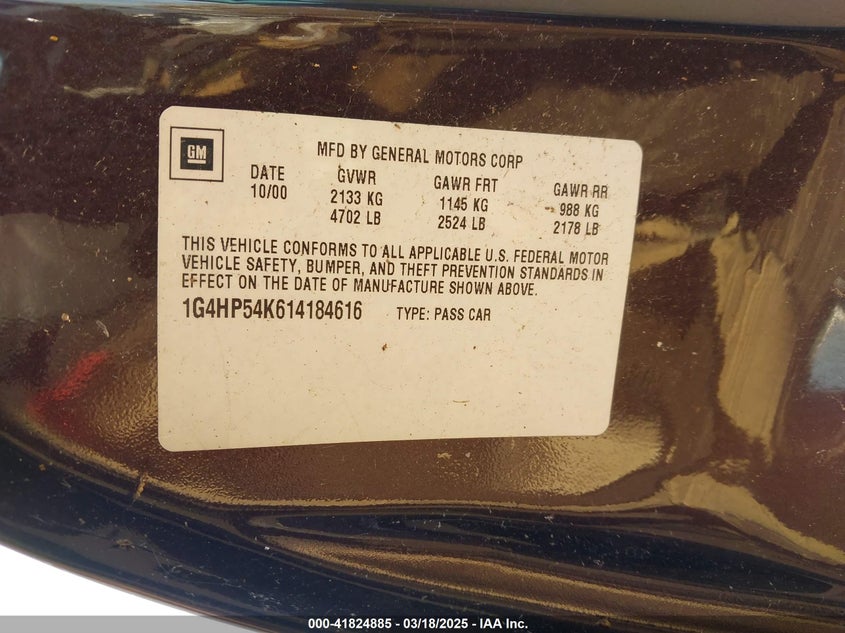 GM
MFD BY GENERAL MOTORS CORP
DATE GVWR GAWR FRT GAWR RR
10/00 2133 KG 1145 KG 988 KG
4702 LB 2524 LB 2178 LB
THIS VEHICLE CONFORMS TO ALL APPLICABLE U.S. FEDERAL MOTOR
VEHICLE SAFETY, BUMPER, AND THEFT PREVENTION STANDARDS IN
EFFECT ON THE DATE OF MANUFACTURE SHOWN ABOVE.
1G4HP54K614184616 TYPE: PASS CAR
000-41824885 - 03/18/2025 - IAA Inc.